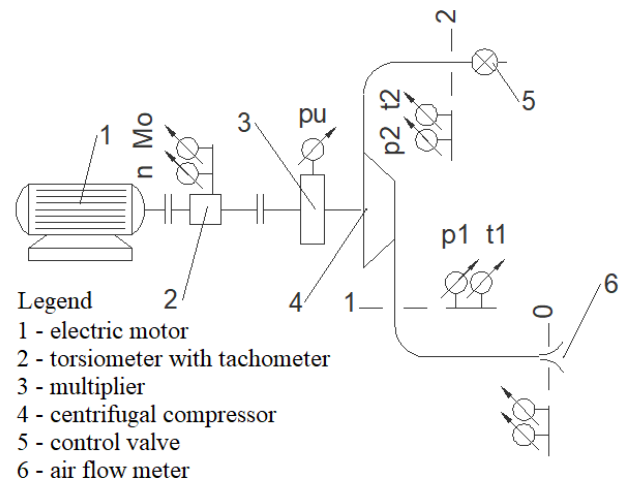 2
5
t2
p2
pu
3
Mo
n
1
p1 t1
6
0
1
4
2
Legend
1 - electric motor
2 - torsiometer with tachometer
3 - multiplier
4 - centrifugal compressor
5 - control valve
6 - air flow meter